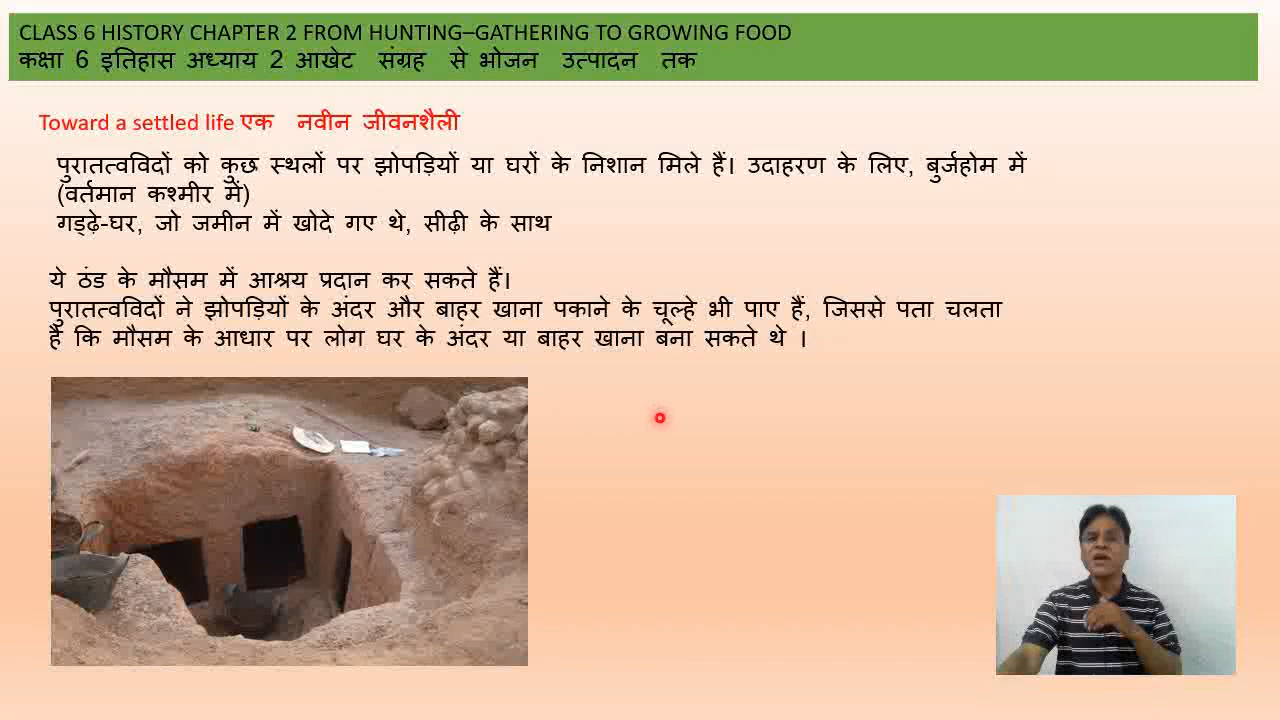 CLASS 6 HISTORY CHAPTER 2 FROM HUNTING–GATHERING TO GROWING FOOD
कक्षा 6 इतिहास अध्याय 2 आखेट संग्रह से भोजन उत्पादन तक
Toward a settled life एक नवीन जीवनशैली
पुरातत्वविदों को कुछ स्थलों पर झोपड़ियों या घरों के निशान मिले हैं। उदाहरण के लिए, बुर्जहोम में
(वर्तमान कश्मीर में)
गड्ढ़े-घर, जो जमीन में खोदे गए थे, सीढ़ी के साथ
ये ठंड के मौसम में आश्रय प्रदान कर सकते हैं।
पुरातत्वविदों ने झोपड़ियों के अंदर और बाहर खाना पकाने के चूल्हे भी पाए हैं, जिससे पता चलता
है कि मौसम के आधार पर लोग घर के अंदर या बाहर खाना बना सकते थे ।